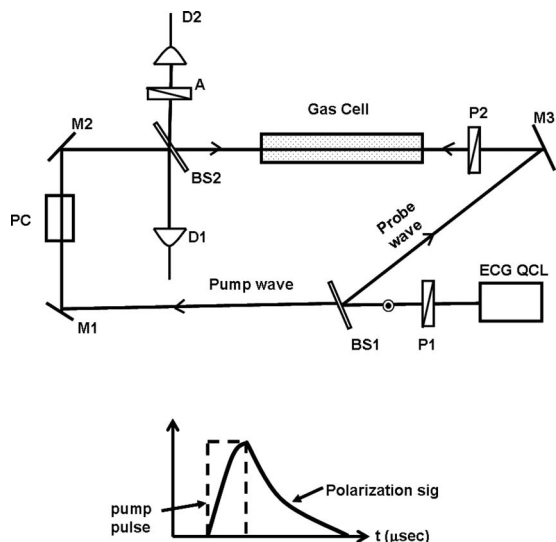 D2
A
M2
P2
M3
Gas Cell
BS2
PC
D1
Probe
wave
ECG QCL
Pump wave
M1
BS1
P1
pump
pulse
Polarization sig
t (μsec)